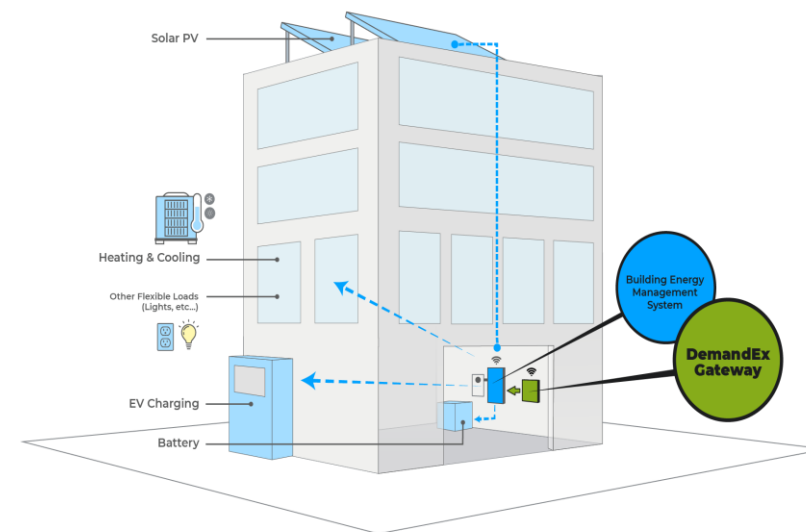 Solar PV
Heating & Cooling
Other Flexible Loads
(Lights, etc...)
EV Charging
Battery
Building Energy
Management
System
DemandEx
Gateway